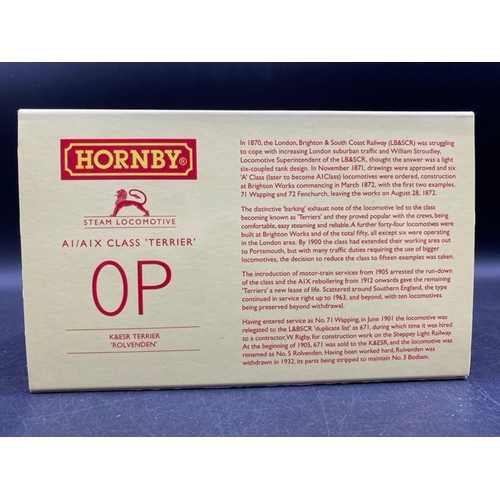 HORNBY®
STEAM LOCOMOTIVE
A1/A1X CLASS 'TERRIER'
OP
K&ESR TERRIER
'ROLVENDEN'
In 1870, the London, Brighton & South Coast Railway (LB&SCR) was struggling
to cope with increasing London suburban traffic and William Stroudley,
Locomotive Superintendent of the LB&SCR, thought the answer was a light
six-coupled tank design. In November 1871, drawings were approved and six
'A' Class (later to become A1Class) locomotives were ordered, construction
at Brighton Works commencing in March 1872, with the first two examples,
71 Wapping and 72 Fenchurch, leaving the works on August 28, 1872.
The distinctive 'barking' exhaust note of the locomotive led to the class
becoming known as 'Terriers' and they proved popular with the crews, being
comfortable, easy steaming and reliable. A further forty-four locomotives were
built at Brighton Works and of the total fifty, all except six were operating
in the London area. By 1900 the class had extended their working area out
to Portsmouth, but with many traffic duties requiring the use of bigger
locomotives, the decision to reduce the class to fifteen examples was taken.
The introduction of motor-train services from 1905 arrested the run-down
of the class and the A1X reboilering from 1912 onwards gave the remaining
'Terriers' a new lease of life. Scattered around Southern England, the type
continued in service right up to 1963, and beyond, with ten locomotives
being preserved beyond withdrawal.
Having entered service as No. 71 Wapping, in June 1901 the locomotive was
relegated to the L&BSCR 'duplicate list' as 671, during which time it was hired
to a contractor, W. Rigby, for construction work on the Sheppey Light Railway.
At the beginning of 1905, 671 was sold to the K&ESR, and the locomotive was
renamed as No. 5 Rolvenden. Having been worked hard, Rolvenden was
withdrawn in 1932, its parts being stripped to maintain No. 3 Bodiam.